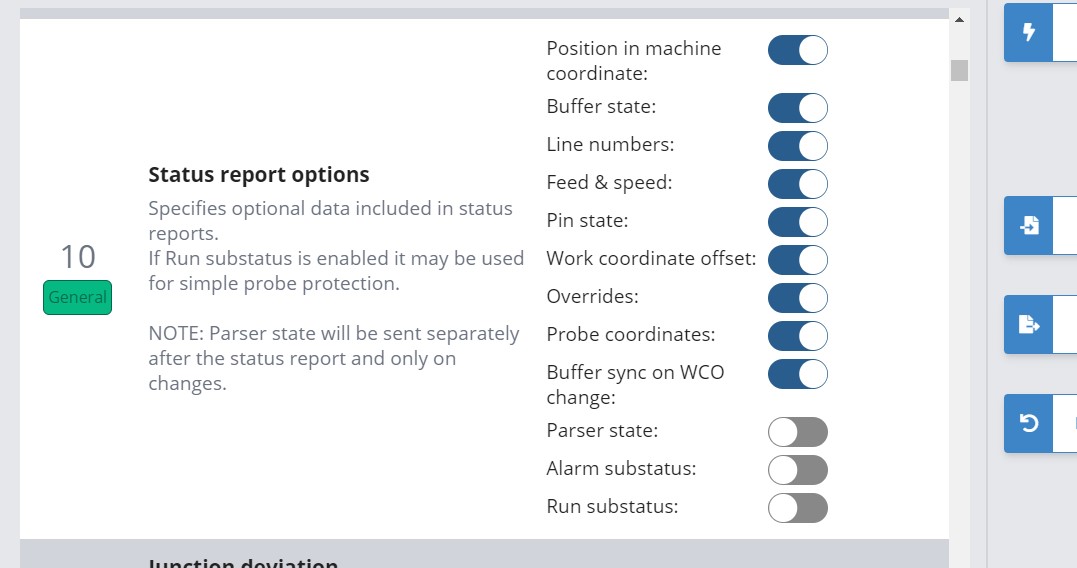 10
General
Status report options
Specifies optional data included in status
reports.
If Run substatus is enabled it may be used
for simple probe protection.
NOTE: Parser state will be sent separately
after the status report and only on
changes.
Position in machine
coordinate:
Buffer state:
Line numbers:
Feed & speed:
Pin state:
Work coordinate offset:
Overrides:
Probe coordinates:
Buffer sync on WCO
change:
Parser state:
Alarm substatus:
Run substatus:
Junction deviation